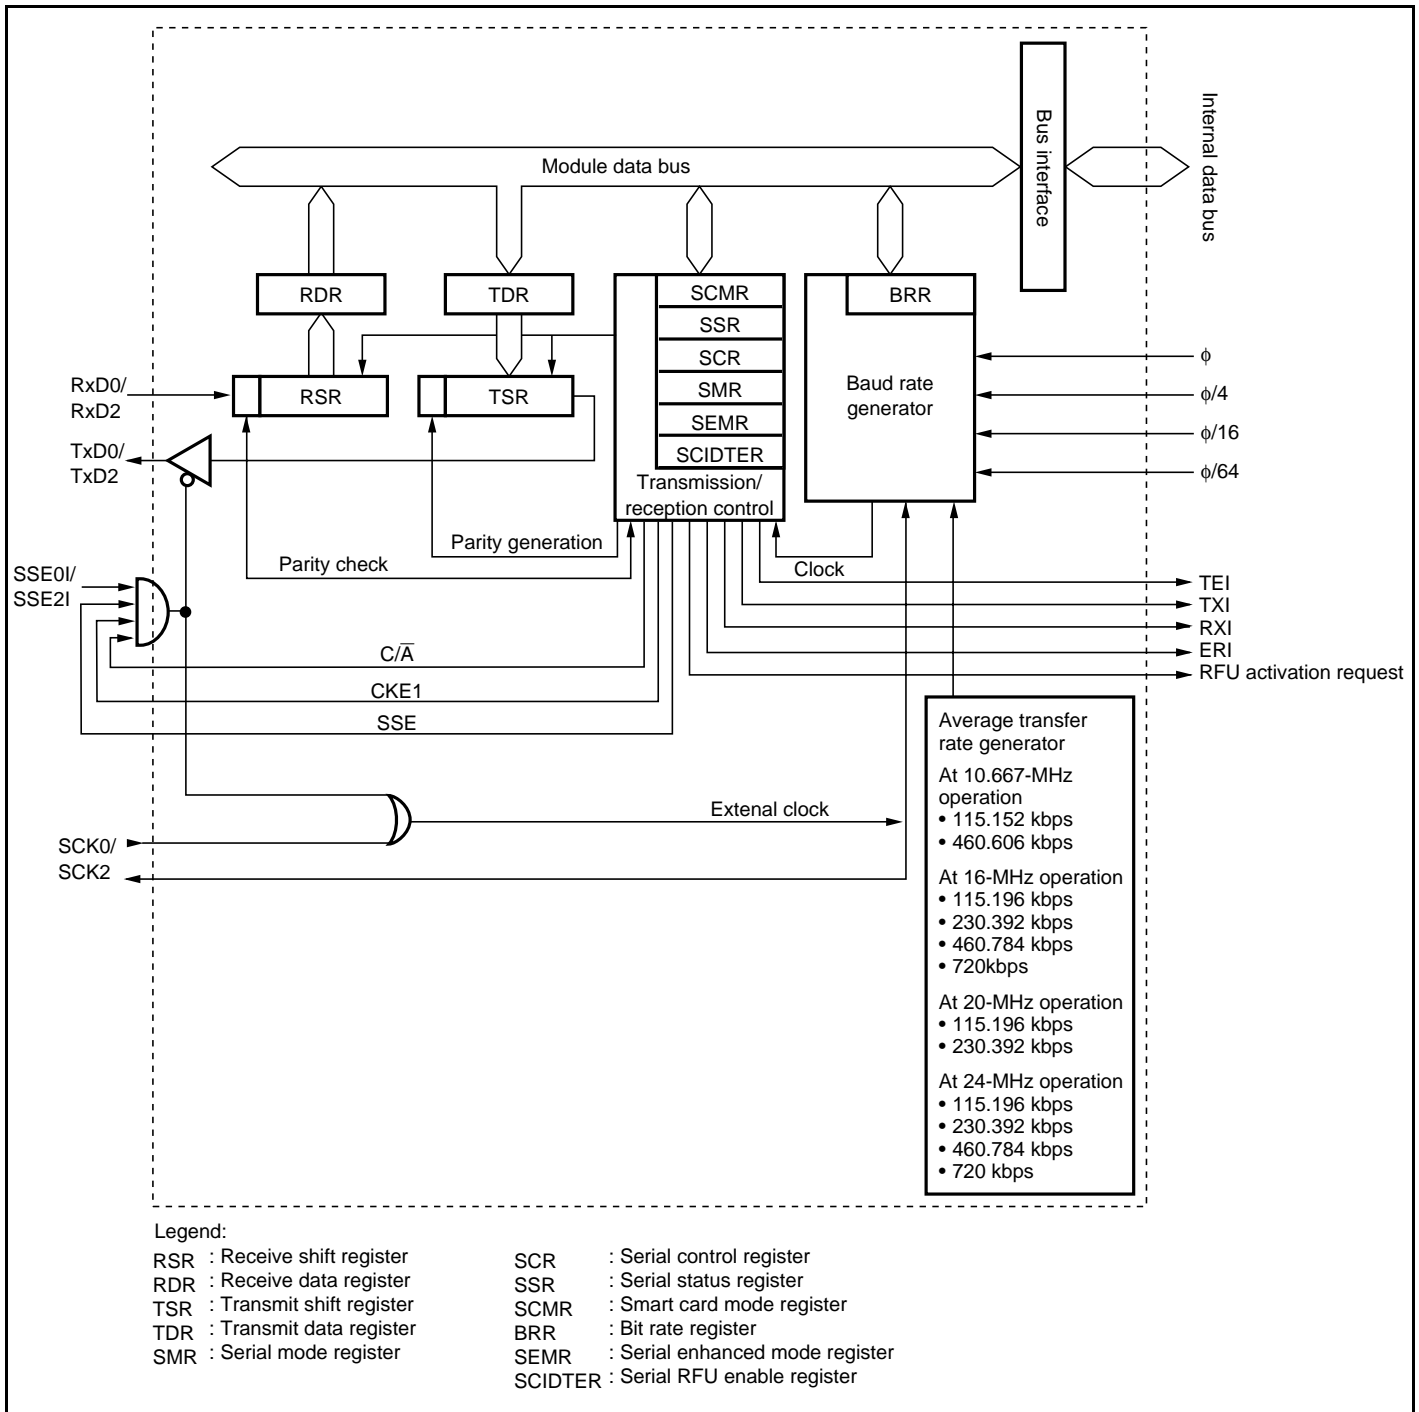 Internal data bus
Bus interface
Module data bus
RDR
TDR
SCMR
BRR
SSR
SCR
SMR
SEMR
SCIDTER
Transmission/
reception control
Baud rate
generator
ϕ
ϕ/4
ϕ/16
ϕ/64
RxD0/
RxD2
RSR
TSR
TxD0/
TxD2
Parity generation
Parity check
Clock
SSE0I/
SSE2I
TEI
TXI
RXI
ERI
RFU activation request
C/A̅
CKE1
SSE
Extenal clock
SCK0/
SCK2
Average transfer
rate generator
At 10.667-MHz
operation
• 115.152 kbps
• 460.606 kbps
At 16-MHz operation
• 115.196 kbps
• 230.392 kbps
• 460.784 kbps
• 720kbps
At 20-MHz operation
• 115.196 kbps
• 230.392 kbps
At 24-MHz operation
• 115.196 kbps
• 230.392 kbps
• 460.784 kbps
• 720 kbps
Legend:
RSR : Receive shift register
RDR : Receive data register
TSR : Transmit shift register
TDR : Transmit data register
SMR : Serial mode register
SCR : Serial control register
SSR : Serial status register
SCMR : Smart card mode register
BRR : Bit rate register
SEMR : Serial enhanced mode register
SCIDTER : Serial RFU enable register